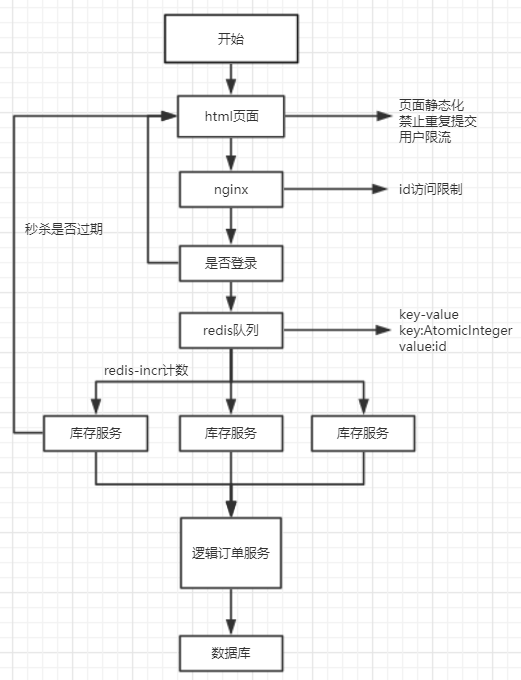 开始
html页面
页面静态化
禁止重复提交
用户限流
nginx
id访问限制
秒杀是否过期
是否登录
redis队列
key-value
key:AtomicInteger
value:id
redis-incr计数
库存服务
库存服务
库存服务
逻辑订单服务
数据库